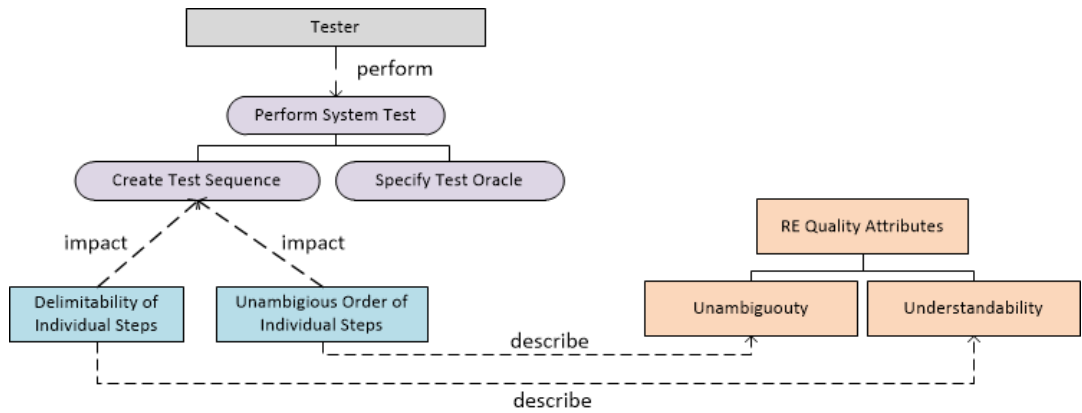 Tester
perform
Perform System Test
Create Test Sequence
Specify Test Oracle
impact
impact
RE Quality Attributes
Delimitability of
Individual Steps
Unambigious Order of
Individual Steps
Unambiguouty
Understandability
describe
describe